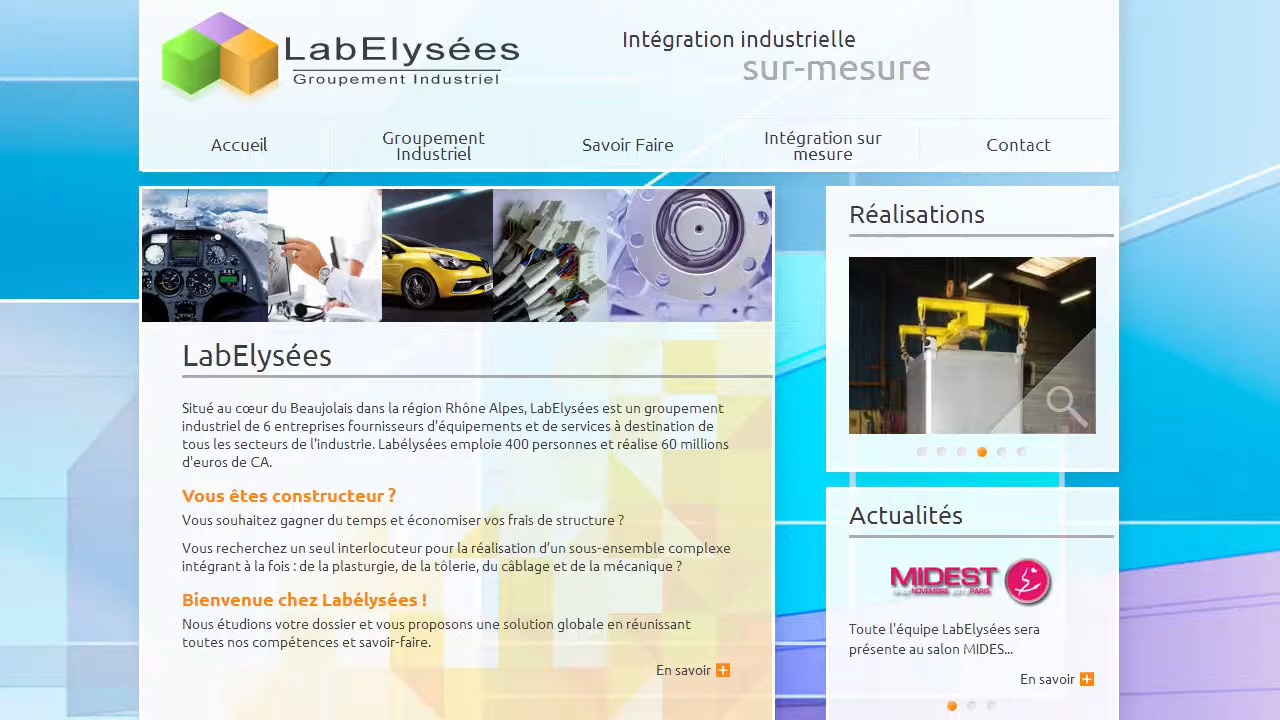 LabElysées
Groupement Industriel
Intégration industrielle
sur-mesure
Accueil
Groupement
Industriel
Savoir Faire
Intégration sur
mesure
Contact
LabElysées
Situé au cœur du Beaujolais dans la région Rhône Alpes, LabElysées est un groupement
industriel de 6 entreprises fournisseurs d'équipements et de services à destination de
tous les secteurs de l'industrie. Labélysées emploie 400 personnes et réalise 60 millions
d'euros de CA.
Vous êtes constructeur ?
Vous souhaitez gagner du temps et économiser vos frais de structure ?
Vous recherchez un seul interlocuteur pour la réalisation d’un sous-ensemble complexe
intégrant à la fois : de la plasturgie, de la tôlerie, du câblage et de la mécanique ?
Bienvenue chez Labélysées !
Nous étudions votre dossier et vous proposons une solution globale en réunissant
toutes nos compétences et savoir-faire.
En savoir +
Réalisations
Actualités
MIDEST
NOVEMBRE PARIS
Toute l'équipe LabElysées sera
présente au salon MIDES...
En savoir +